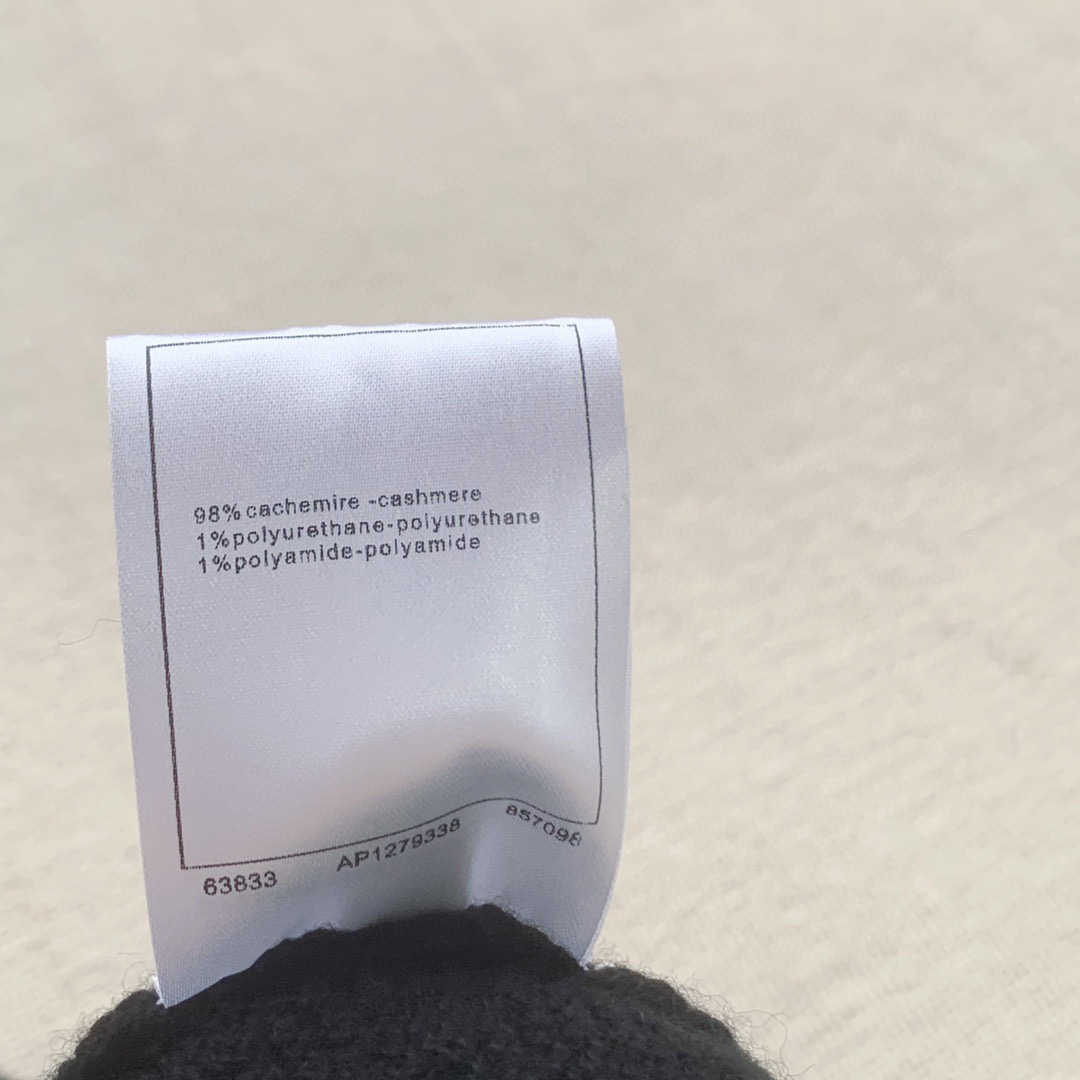 98% cachemire -cashmere
1%polyurethane-polyurethane
1%polyamide-polyamide
63833 AP1279338 857098